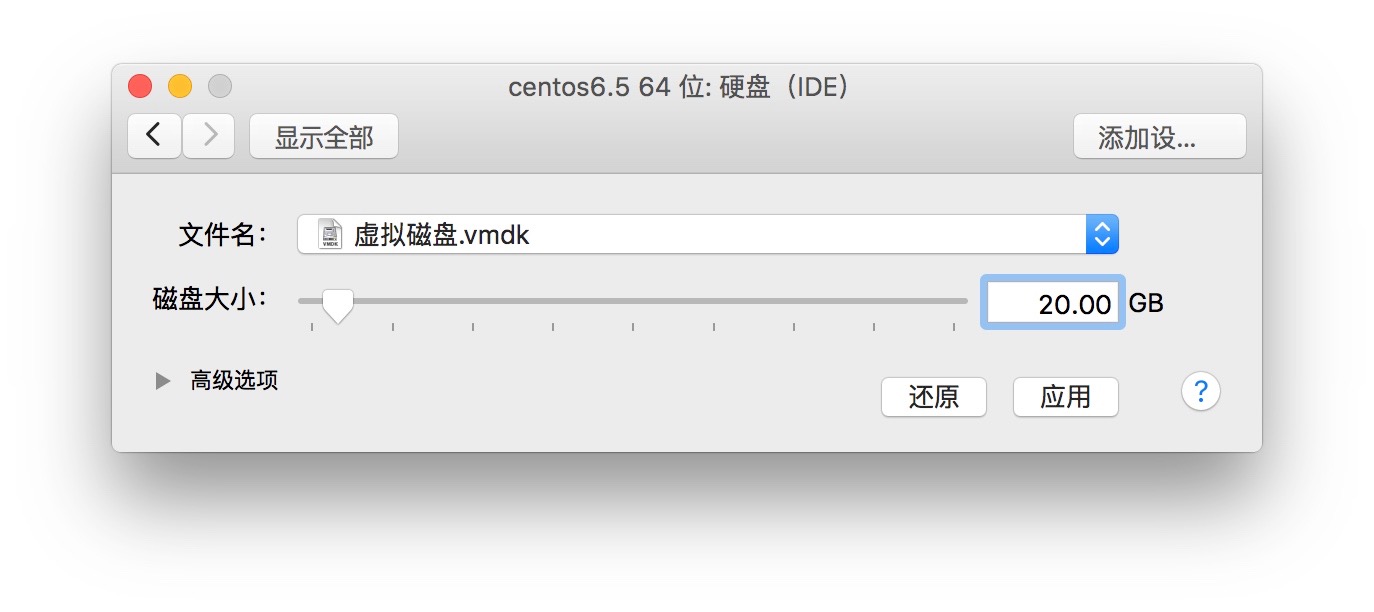 centos6.5 64 位: 硬盘（IDE）
显示全部
添加设...
文件名：
VMDK
虚拟磁盘.vmdk
磁盘大小：
20.00 GB
高级选项
还原
应用
?